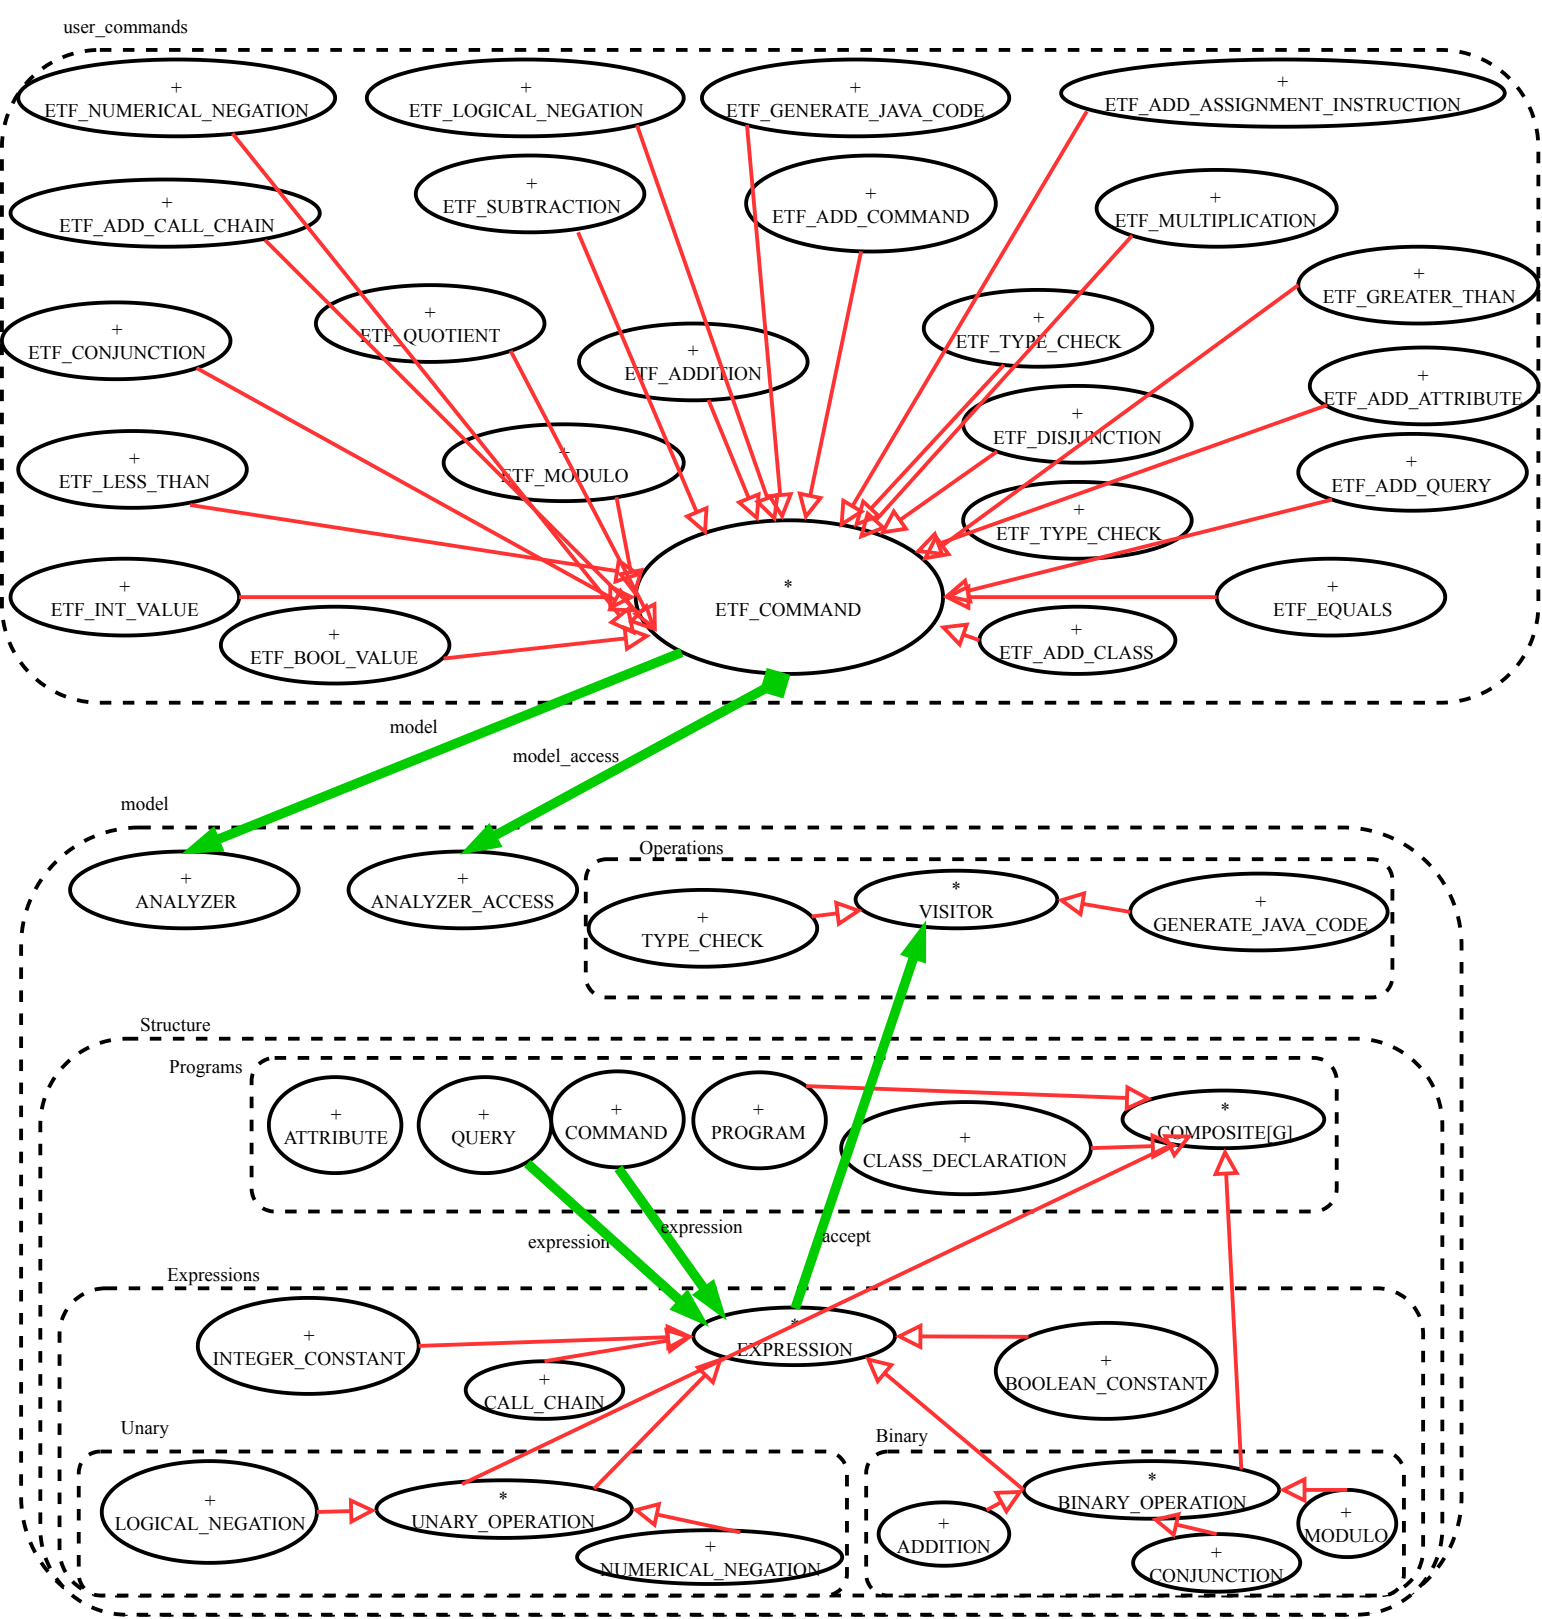 user_commands
+
ETF_NUMERICAL_NEGATION
+
ETF_LOGICAL_NEGATION
+
ETF_GENERATE_JAVA_CODE
+
ETF_ADD_ASSIGNMENT_INSTRUCTION
+
ETF_ADD_CALL_CHAIN
+
ETF_SUBTRACTION
+
ETF_ADD_COMMAND
+
ETF_MULTIPLICATION
+
ETF_GREATER_THAN
+
ETF_CONJUNCTION
+
ETF_QUOTIENT
+
ETF_ADDITION
+
ETF_TYPE_CHECK
+
ETF_ADD_ATTRIBUTE
+
ETF_DISJUNCTION
+
ETF_LESS_THAN
+
ETF_MODULO
+
ETF_ADD_QUERY
+
ETF_TYPE_CHECK
+
ETF_INT_VALUE
*
ETF_COMMAND
+
ETF_EQUALS
+
ETF_BOOL_VALUE
+
ETF_ADD_CLASS
model
model_access
model
+
ANALYZER
+
ANALYZER_ACCESS
Operations
+
TYPE_CHECK
*
VISITOR
+
GENERATE_JAVA_CODE
Structure
Programs
+
ATTRIBUTE
+
QUERY
+
COMMAND
+
PROGRAM
+
CLASS_DECLARATION
*
COMPOSITE[G]
expression
expression
accept
Expressions
+
INTEGER_CONSTANT
+
CALL_CHAIN
*
EXPRESSION
+
BOOLEAN_CONSTANT
Unary
+
LOGICAL_NEGATION
*
UNARY_OPERATION
+
NUMERICAL_NEGATION
Binary
+
ADDITION
*
BINARY_OPERATION
+
CONJUNCTION
+
MODULO